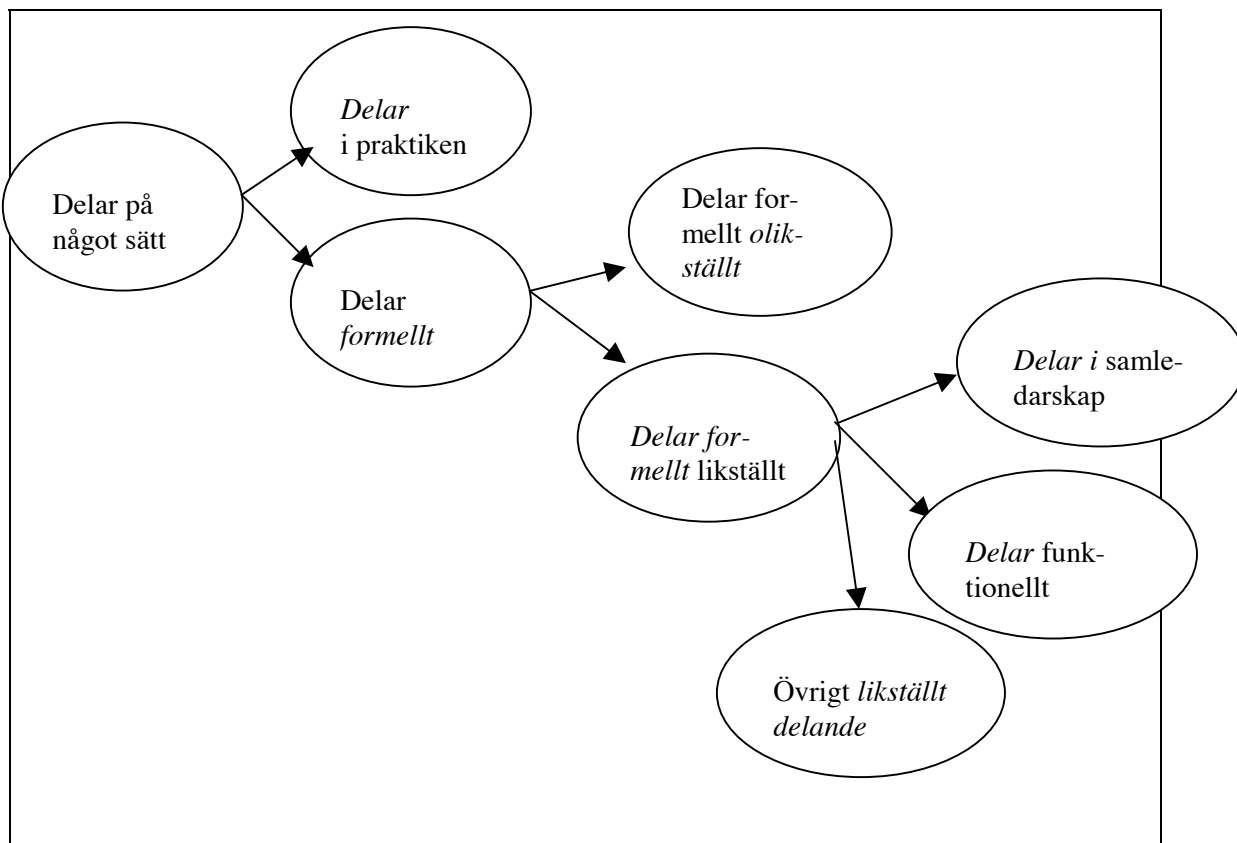 Delar
i praktiken
Delar på
något sätt
Delar for-
mellt olik-
ställt
Delar
formellt
Delar i samle-
darskap
Delar for-
mellt likställt
Delar funk-
tionellt
Övrigt likställt
delande